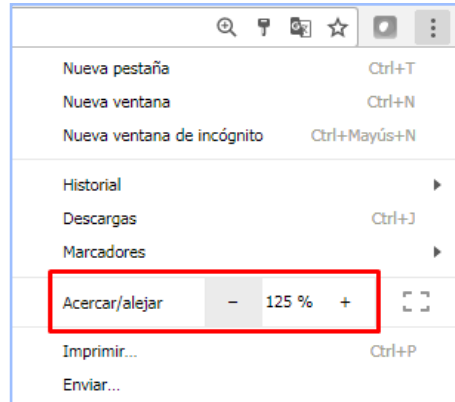 Nueva pestaña Ctrl+T
Nueva ventana Ctrl+N
Nueva ventana de incógnito Ctrl+Mayús+N
Historial
Descargas Ctrl+J
Marcadores
Acercar/alejar − 125 % +
Imprimir... Ctrl+P
Enviar...